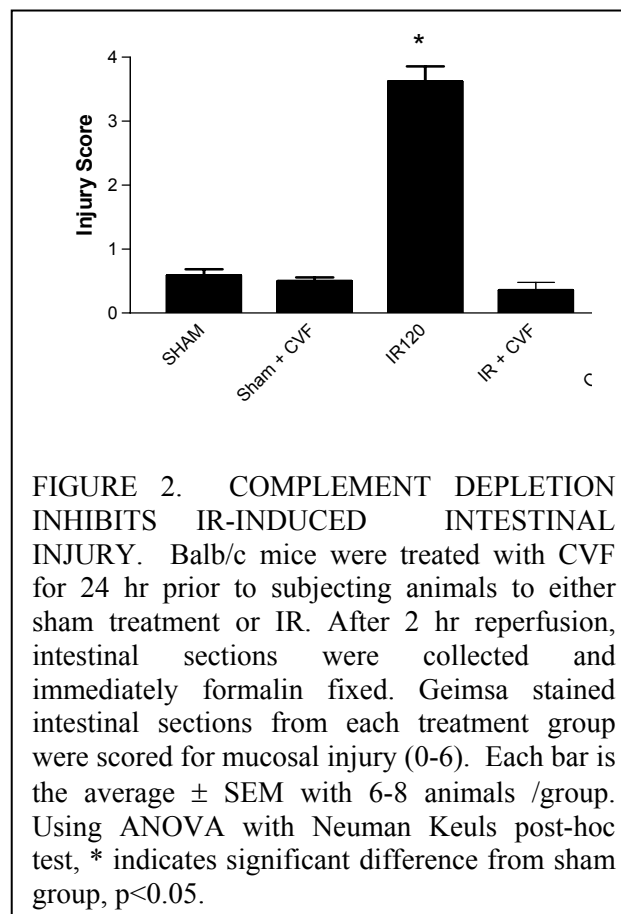 *
4
3
2
1
0
Injury Score
SHAM
Sham + CVF
IR120
IR + CVF
C
FIGURE 2. COMPLEMENT DEPLETION
INHIBITS IR-INDUCED INTESTINAL
INJURY. Balb/c mice were treated with CVF
for 24 hr prior to subjecting animals to either
sham treatment or IR. After 2 hr reperfusion,
intestinal sections were collected and
immediately formalin fixed. Geimsa stained
intestinal sections from each treatment group
were scored for mucosal injury (0-6). Each bar is
the average ± SEM with 6-8 animals /group.
Using ANOVA with Neuman Keuls post-hoc
test, * indicates significant difference from sham
group, p<0.05.